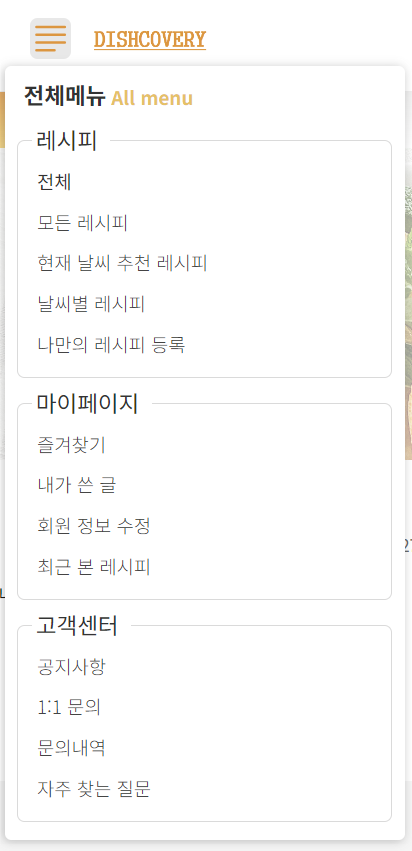 DISHCOVERY
전체메뉴 All menu
레시피
전체
모든 레시피
현재 날씨 추천 레시피
날씨별 레시피
나만의 레시피 등록
마이페이지
즐겨찾기
내가 쓴 글
회원 정보 수정
최근 본 레시피
고객센터
공지사항
1:1 문의
문의내역
자주 찾는 질문